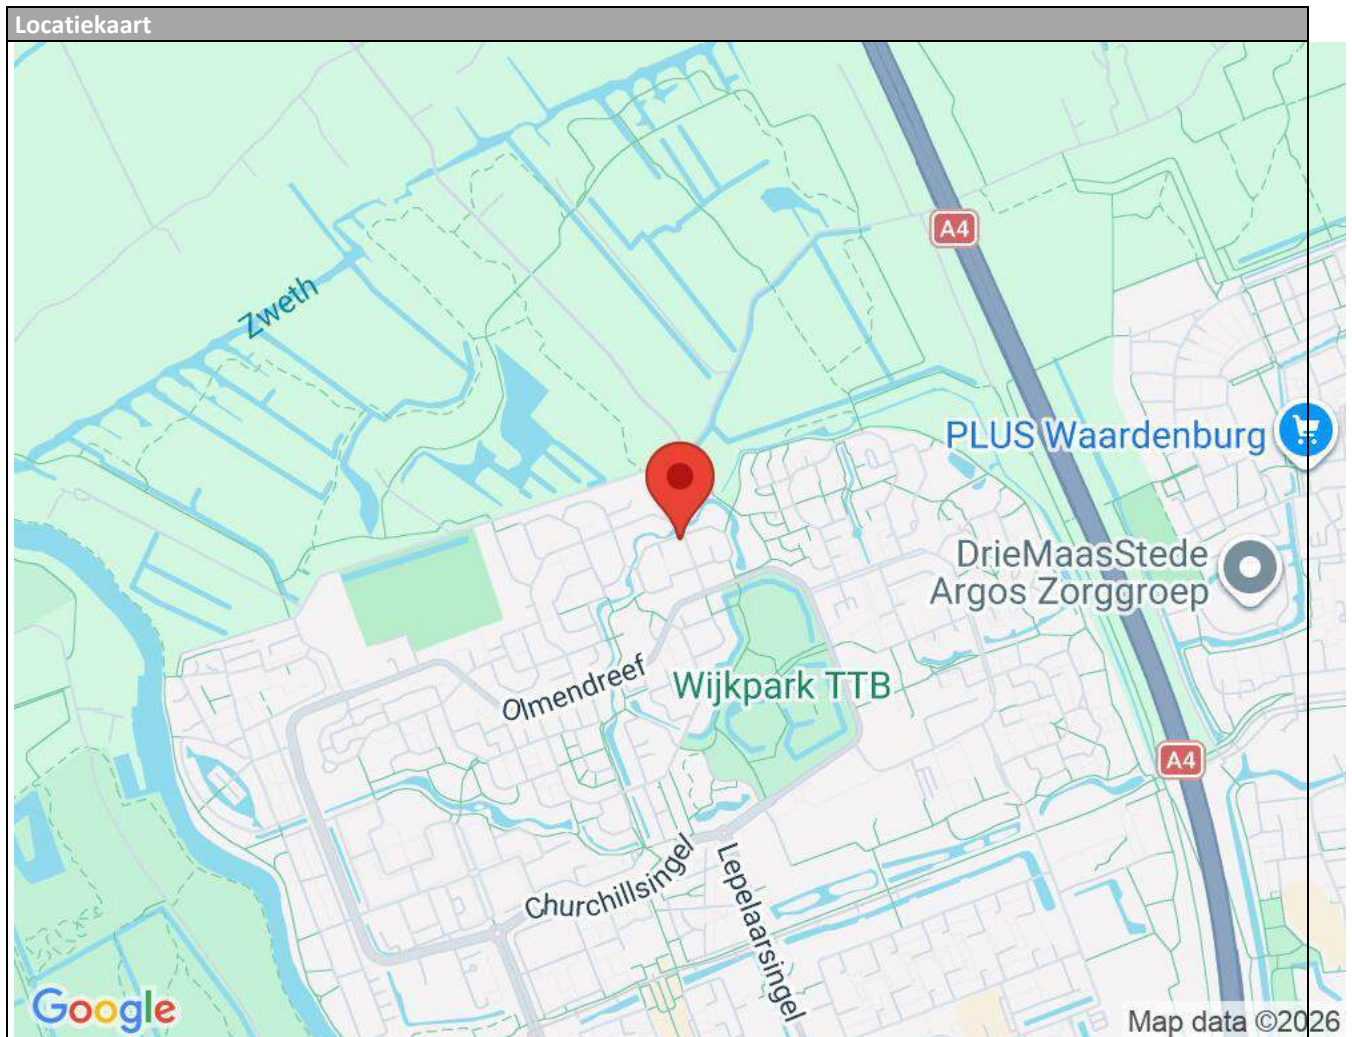 Locatiekaart
A4
Zweth
PLUS Waardenburg
DrieMaasStede
Argos Zorggroep
Olmendreef
Wijkpark TTB
A4
Churchillsingel
Lepelaarsingel
Google
Map data ©2026